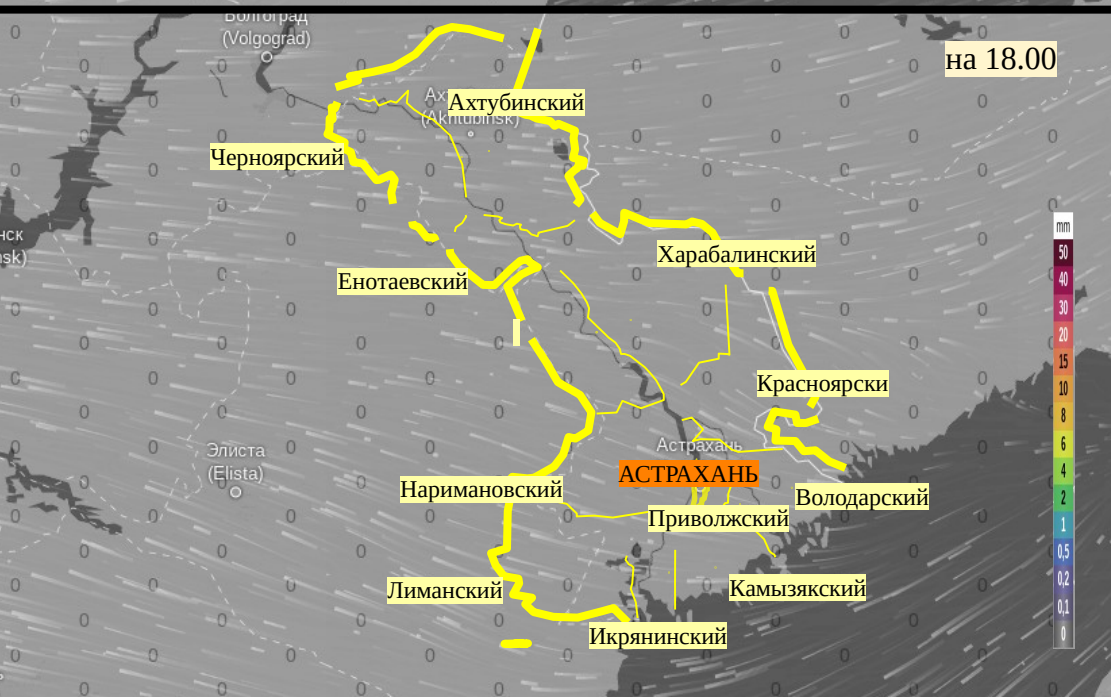 Волгоград
(Volgograd)
на 18.00
Ахтубинский
(Akhtubinsk)
Черноярский
нск
nsk)
Харабалинский
Енотаевский
Красноярски
Элиста
(Elista)
Астрахань
АСТРАХАНЬ
Наримановский
Володарский
Приволжский
Лиманский
Камызякский
Икрянинский
mm
50
40
30
20
15
10
8
6
4
2
1
0,5
0,2
0,1
0